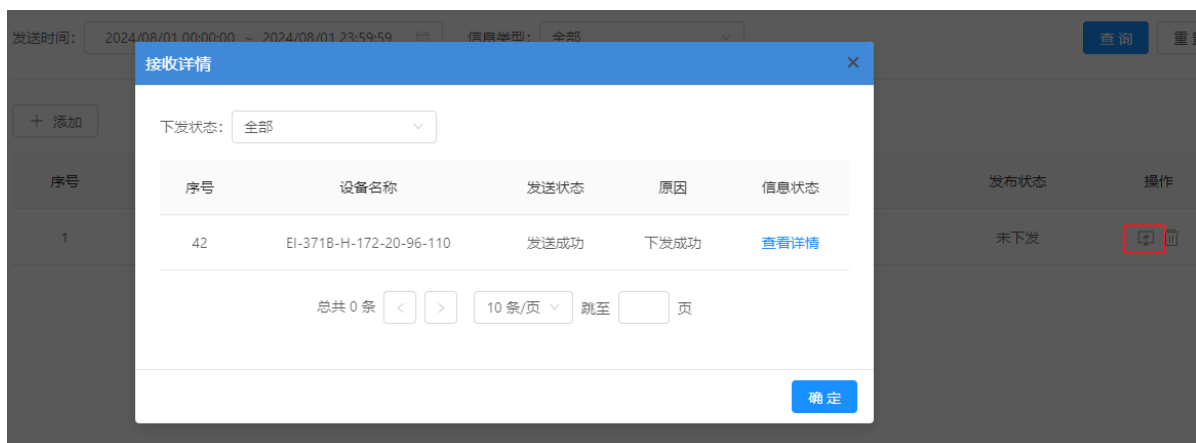 发送时间: 2024/08/01 00:00:00 ~ 2024/08/01 23:59:59 信息类型: 全部 查询
接收详情
+ 添加
下发状态: 全部
序号 发布状态 操作
序号 设备名称 发送状态 原因 信息状态
1 未下发
42 EI-371B-H-172-20-96-110 发送成功 下发成功 查看详情
总共 0 条 < > 10 条/页 跳至 页
确定